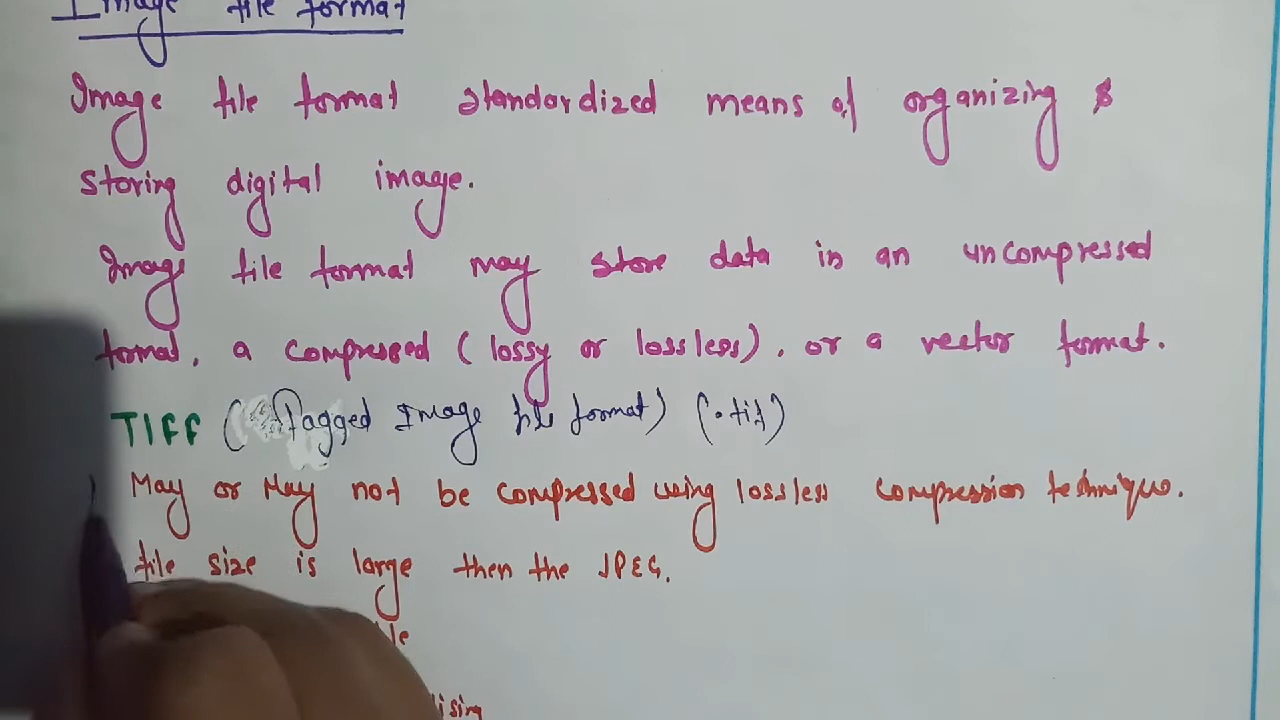 Image file format
Image file format standardized means of organizing &
storing digital image.
Image file format may store data in an uncompressed
format, a compressed (lossy or lossless), or a vector format.
TIFF (Tagged Image file format) (.tif)
May or May not be compressed using lossless compression technique.
file size is large then the JPEG.